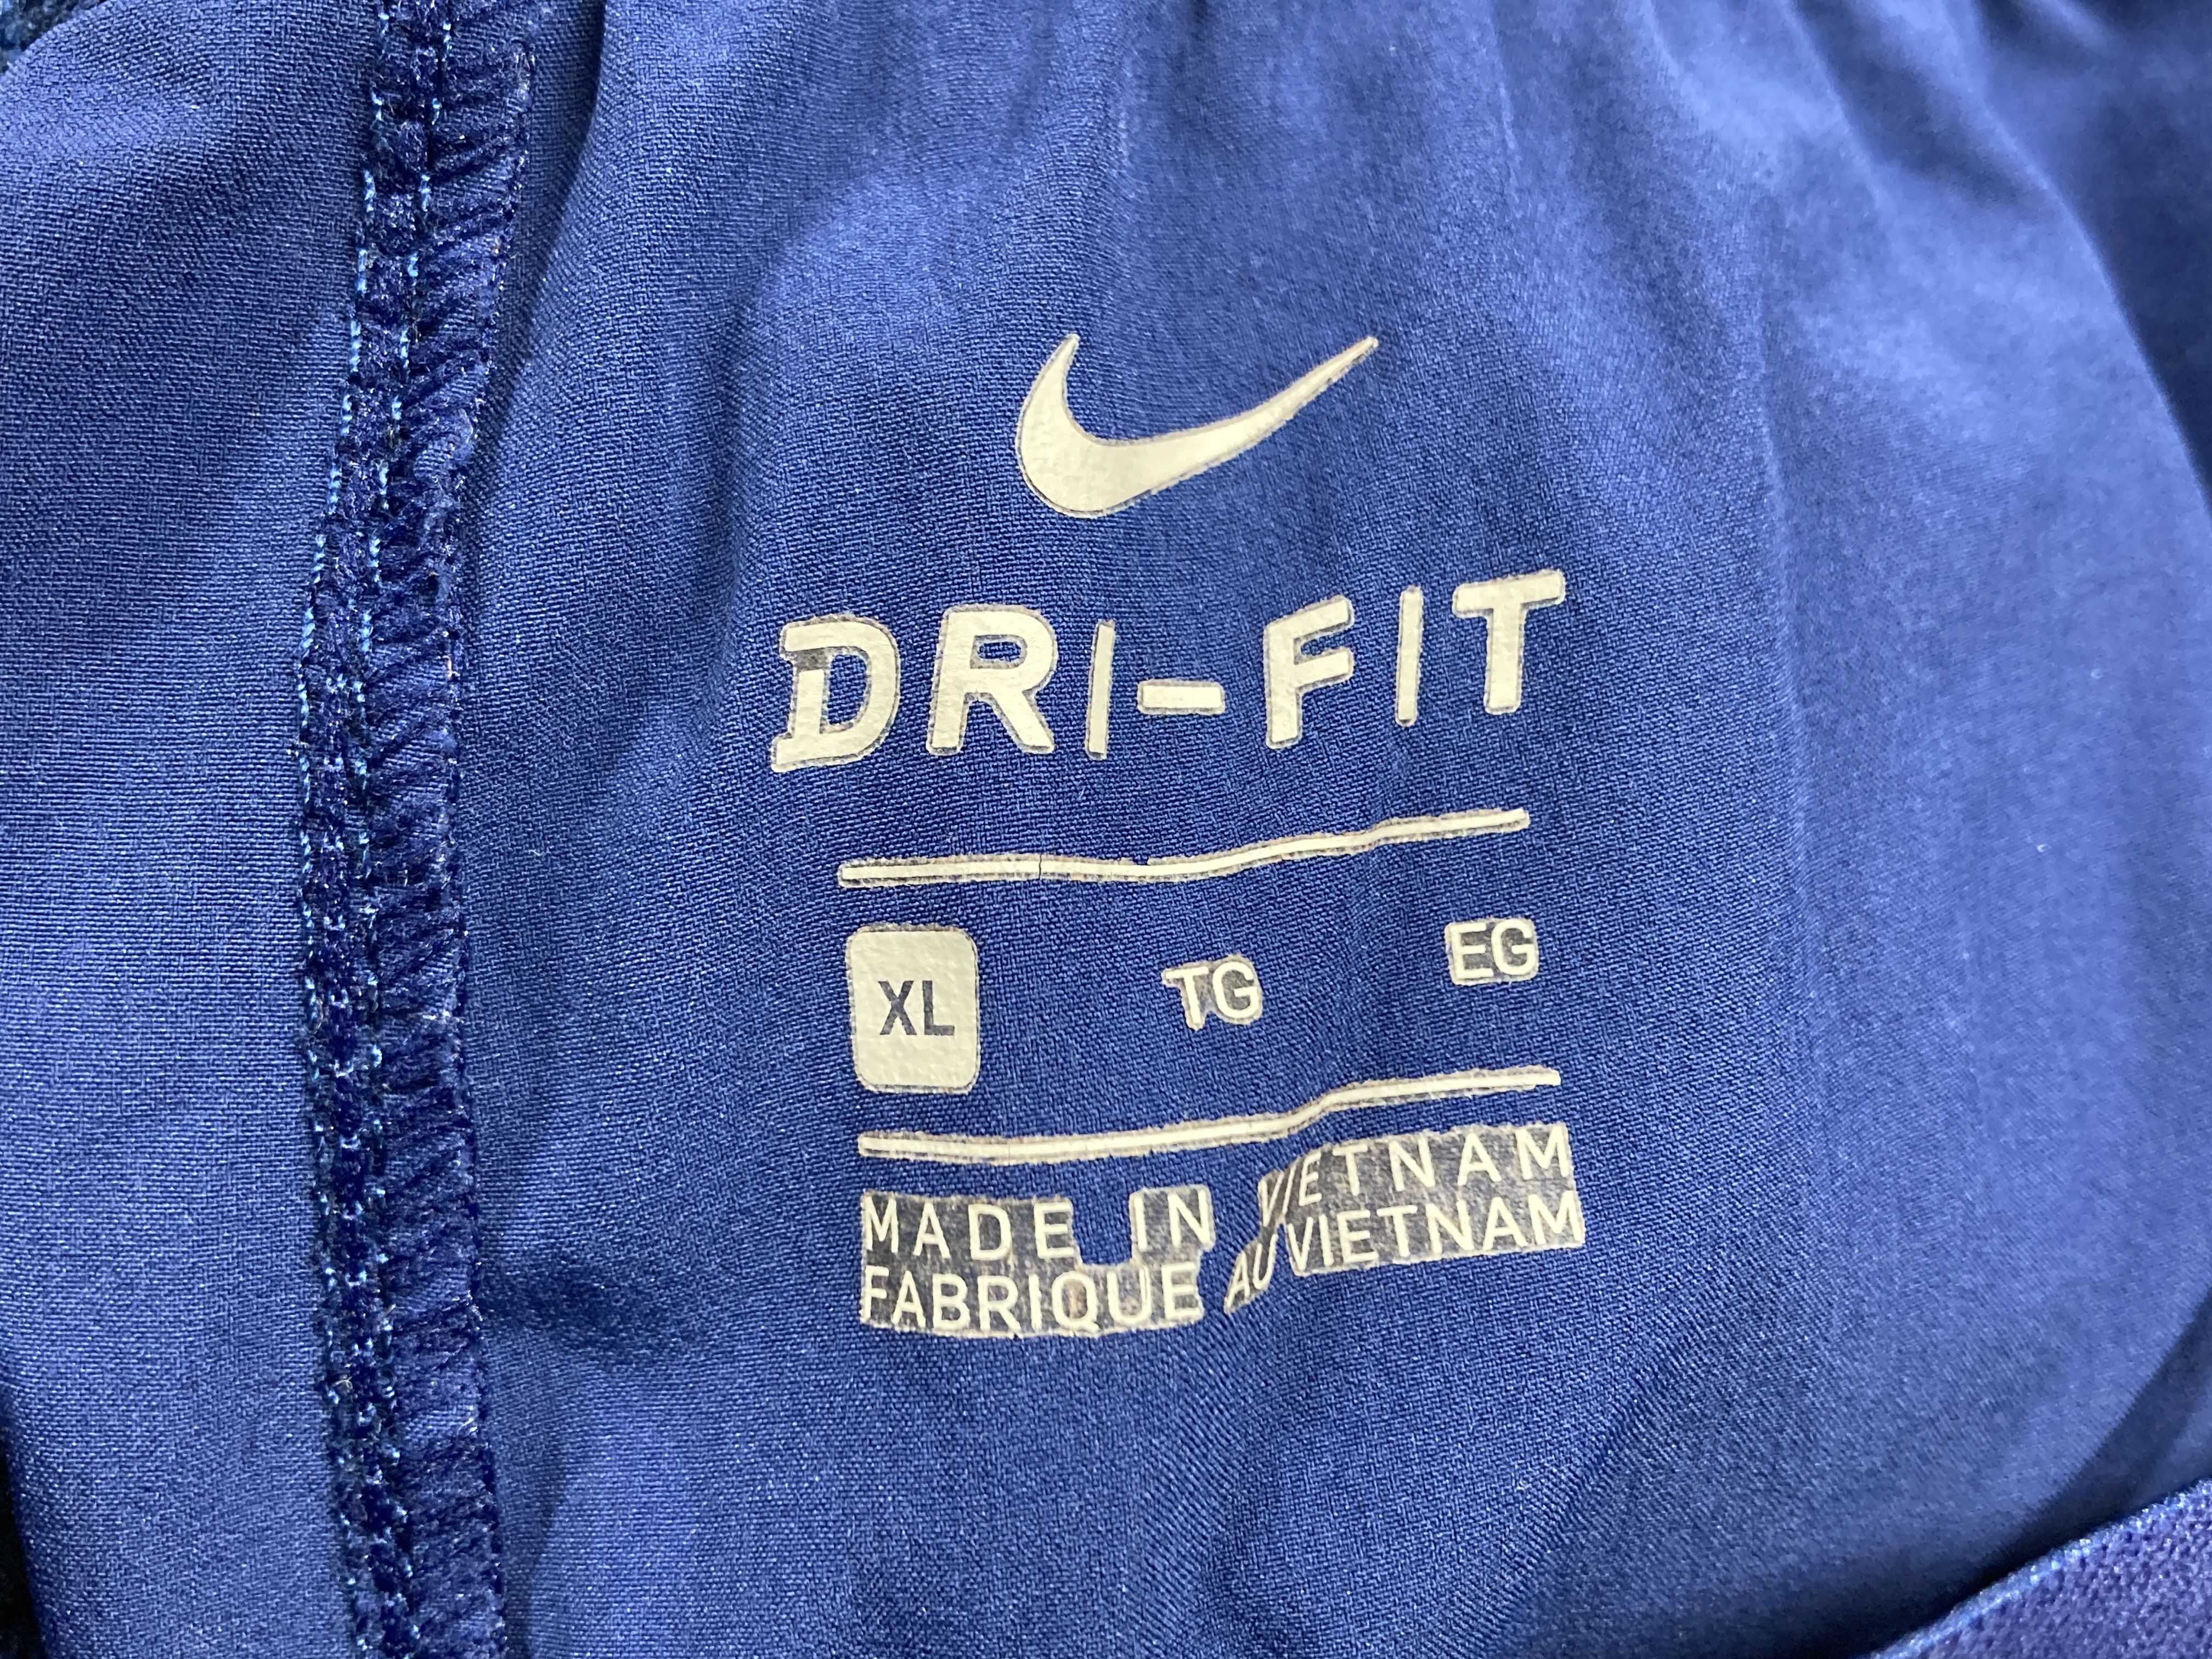 DRI-FIT
XL TG EG
MADE IN VIETNAM
FABRIQUE AU VIETNAM